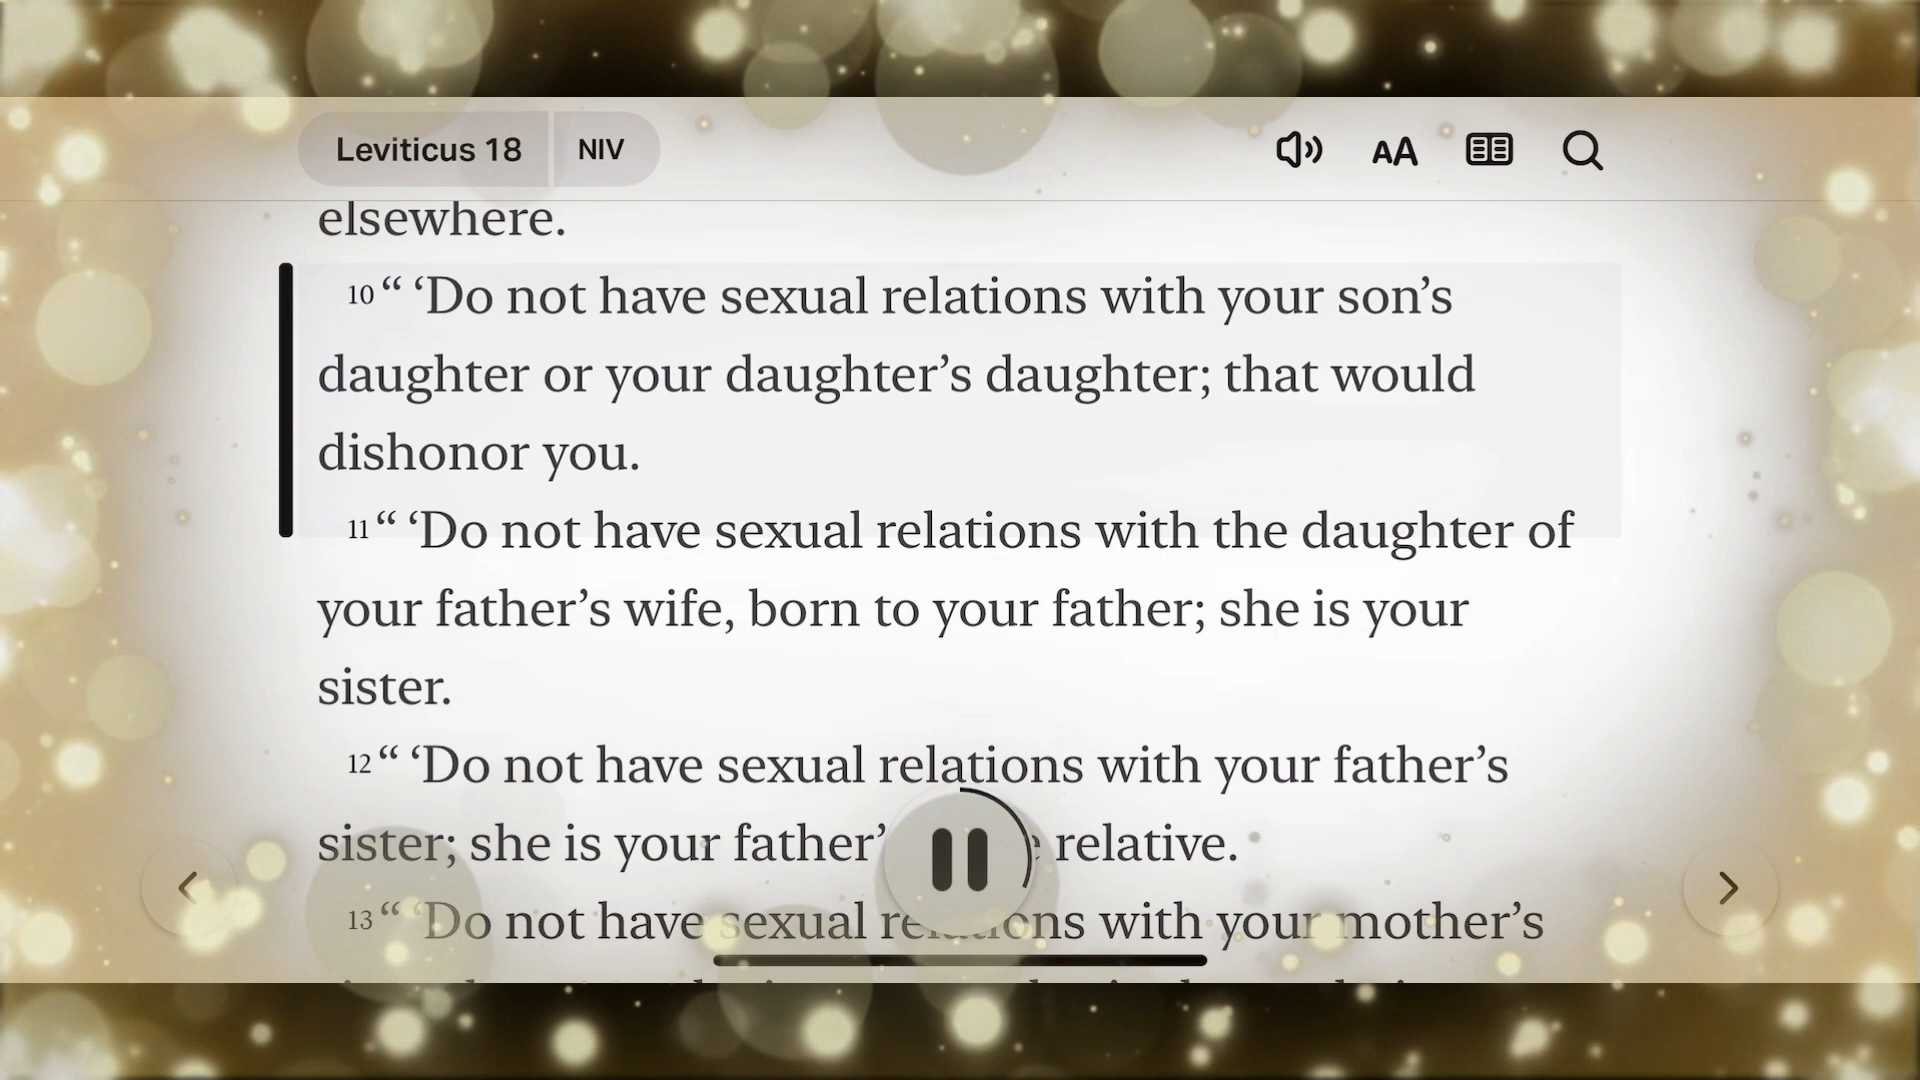 Leviticus 18 NIV AA
elsewhere.
10 “ ‘Do not have sexual relations with your son’s
daughter or your daughter’s daughter; that would
dishonor you.
11 “ ‘Do not have sexual relations with the daughter of
your father’s wife, born to your father; she is your
sister.
12 “ ‘Do not have sexual relations with your father’s
sister; she is your father’ relative.
13 “ ‘Do not have sexual relations with your mother’s